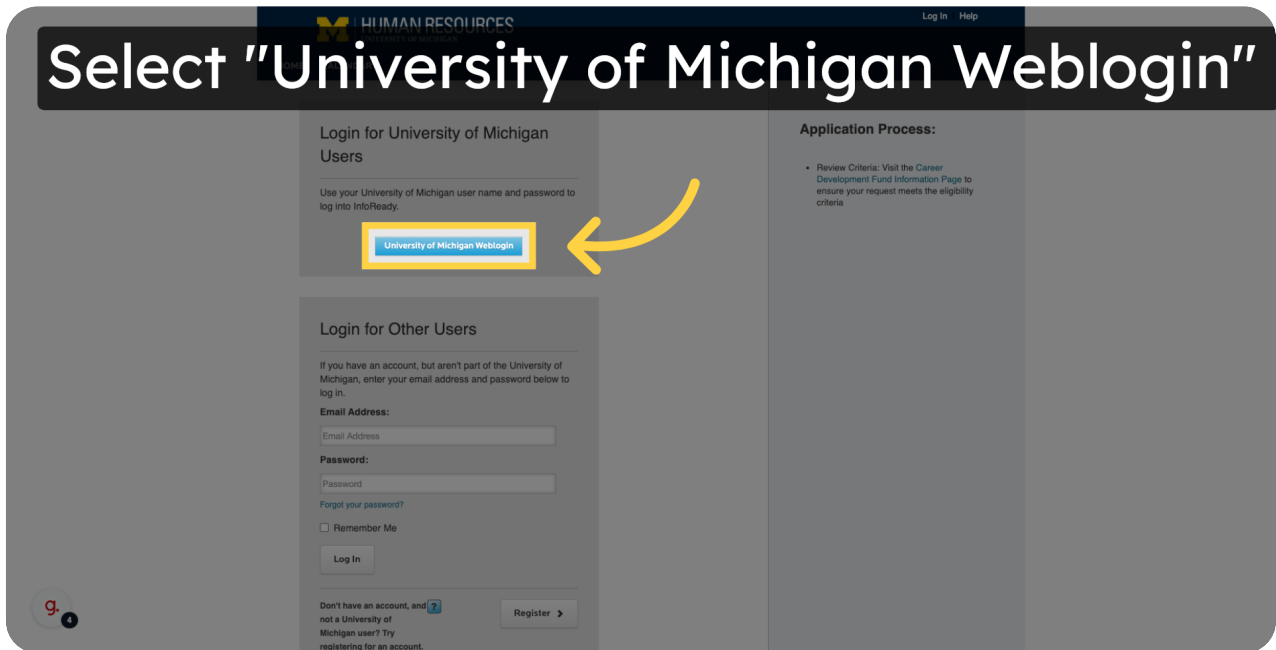 Log In Help
HUMAN RESOURCES
UNIVERSITY OF MICHIGAN
Select "University of Michigan Weblogin"
Login for University of Michigan
Users
Use your University of Michigan user name and password to
log into InfoReady.
University of Michigan Weblogin
Application Process:
• Review Criteria: Visit the Career
Development Fund Information Page to
ensure your request meets the eligibility
criteria
Login for Other Users
If you have an account, but aren't part of the University of
Michigan, enter your email address and password below to
log in.
Email Address:
Email Address
Password:
Password
Forgot your password?
Remember Me
Log In
Don't have an account, and ?
not a University of
Michigan user? Try
registering for an account.
Register
g.
4